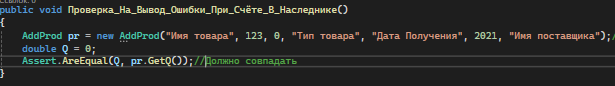 public void Проверка_На_Вывод_Ошибки_При_Счёте_В_Наследнике()
{
AddProd pr = new AddProd("Имя товара", 123, 0, "Тип товара", "Дата Получения", 2021, "Имя поставщика");/
double Q = 0;
Assert.AreEqual(Q, pr.GetQ());//Должно совпадать
}